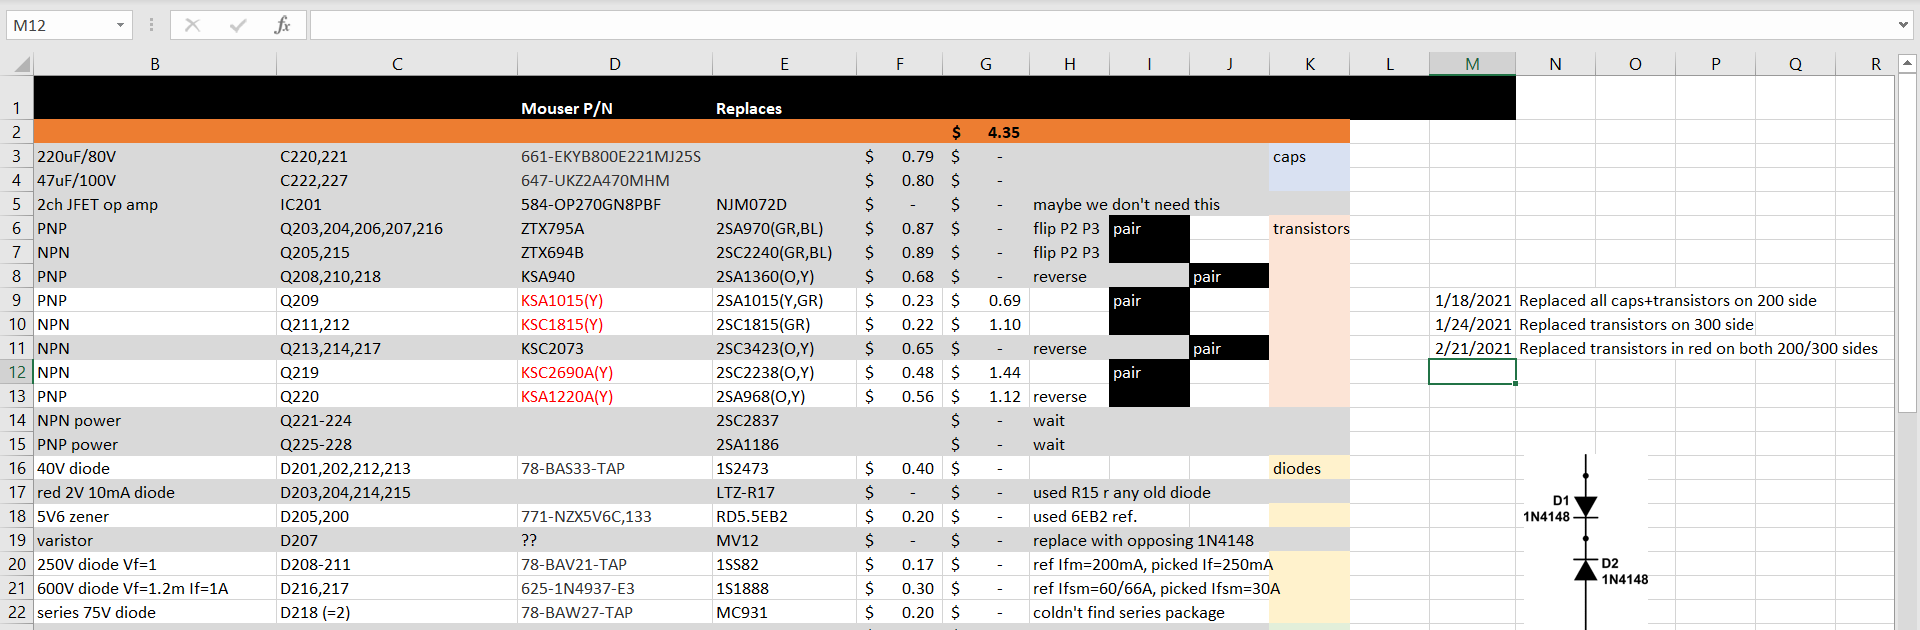 M12
fx
B C D E F G H I J K L M N O P Q R
1 Mouser P/N Replaces
2 $ 4.35
3 220uF/80V C220,221 661-EKYB800E221MJ25S $ 0.79 $ - caps
4 47uF/100V C222,227 647-UKZ2A470MHM $ 0.80 $ -
5 2ch JFET op amp IC201 584-OP270GN8PBF NJM072D $ - $ - maybe we don't need this
6 PNP Q203,204,206,207,216 ZTX795A 2SA970(GR,BL) $ 0.87 $ - flip P2 P3 pair transistors
7 NPN Q205,215 ZTX694B 2SC2240(GR,BL) $ 0.89 $ - flip P2 P3
8 PNP Q208,210,218 KSA940 2SA1360(O,Y) $ 0.68 $ - reverse pair
9 PNP Q209 KSA1015(Y) 2SA1015(Y,GR) $ 0.23 $ 0.69 pair 1/18/2021 Replaced all caps+transistors on 200 side
10 NPN Q211,212 KSC1815(Y) 2SC1815(GR) $ 0.22 $ 1.10 1/24/2021 Replaced transistors on 300 side
11 NPN Q213,214,217 KSC2073 2SC3423(O,Y) $ 0.65 $ - reverse pair 2/21/2021 Replaced transistors in red on both 200/300 sides
12 NPN Q219 KSC2690A(Y) 2SC2238(O,Y) $ 0.48 $ 1.44 pair
13 PNP Q220 KSA1220A(Y) 2SA968(O,Y) $ 0.56 $ 1.12 reverse
14 NPN power Q221-224 2SC2837 $ - wait
15 PNP power Q225-228 2SA1186 $ - wait
16 40V diode D201,202,212,213 78-BAS33-TAP 1S2473 $ 0.40 $ - diodes
17 red 2V 10mA diode D203,204,214,215 LTZ-R17 $ - $ - used R15 r any old diode
D1
18 5V6 zener D205,200 771-NZX5V6C,133 RD5.5EB2 $ 0.20 $ - used 6EB2 ref. 1N4148
19 varistor D207 ?? MV12 $ - $ - replace with opposing 1N4148
20 250V diode Vf=1 D208-211 78-BAV21-TAP 1SS82 $ 0.17 $ - ref Ifm=200mA, picked If=250mA D2
1N4148
21 600V diode Vf=1.2m If=1A D216,217 625-1N4937-E3 1S1888 $ 0.30 $ - ref Ifsm=60/66A, picked Ifsm=30A
22 series 75V diode D218 (=2) 78-BAW27-TAP MC931 $ 0.20 $ - coldn't find series package